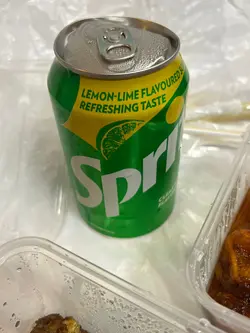 LEMON-LIME FLAVOURED
REFRESHING TASTE
Spri